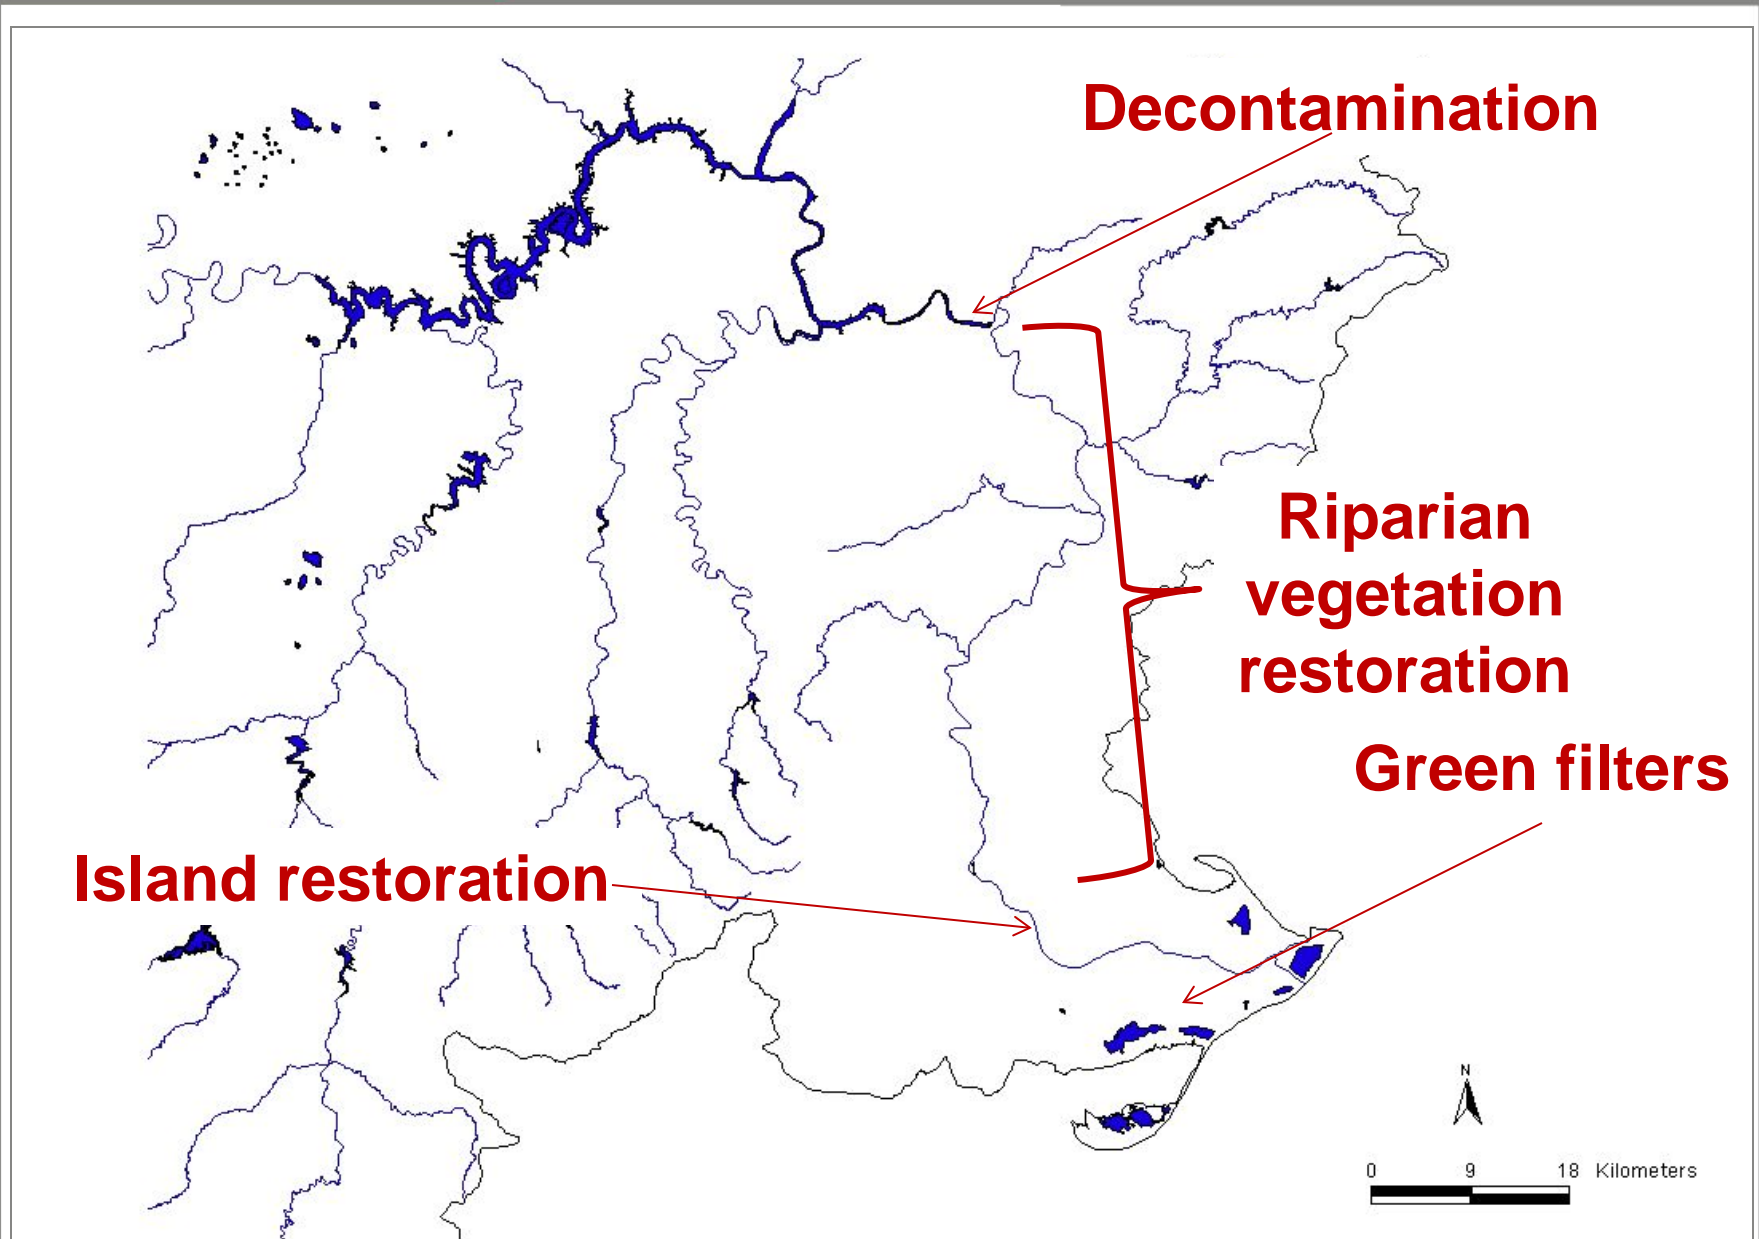 Decontamination
Riparian
vegetation
restoration
Green filters
Island restoration
N
0 9 18 Kilometers